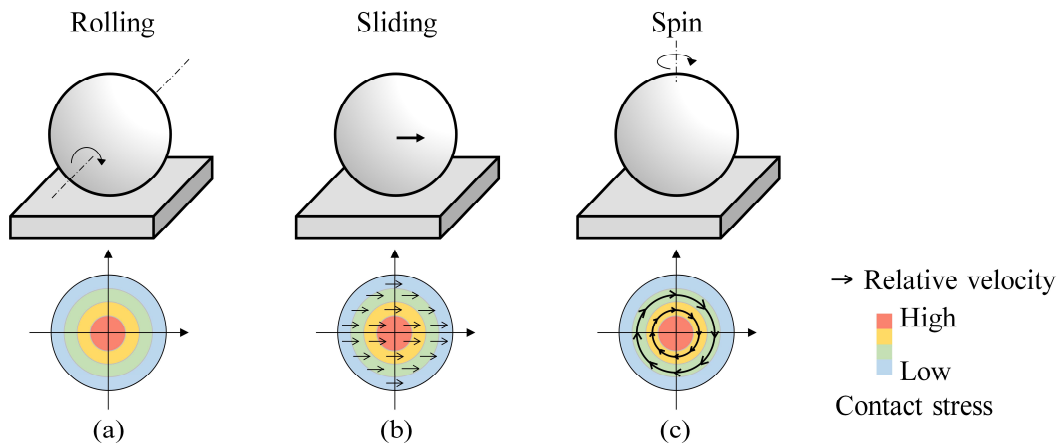 Rolling
Sliding
Spin
Relative velocity
High
Low
Contact stress
(a)
(b)
(c)